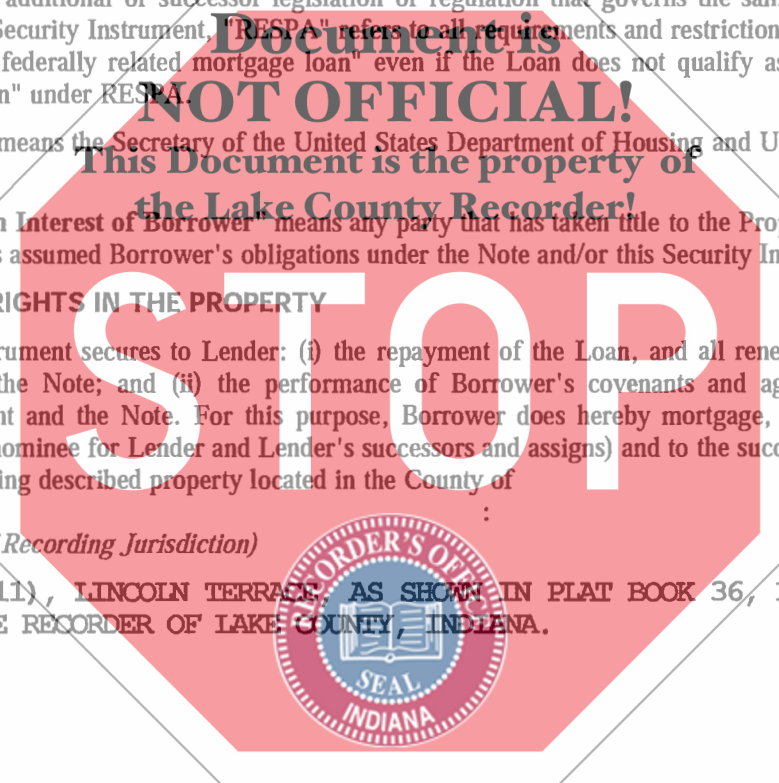 additional or successor legislation or regulation that governs the
Document is
Security Instrument, "RESPA" refers to all requirements and restriction
federally related mortgage loan" even if the Loan does not qualify as
n" under RESPA.
NOT OFFICIAL!
means the Secretary of the United States Department of Housing and U
This Document is the property of
the Lake County Recorder!
n Interest of Borrower" means any party that has taken title to the Prop
s assumed Borrower's obligations under the Note and/or this Security In
RIGHTS IN THE PROPERTY
STOP
rument secures to Lender: (i) the repayment of the Loan, and all rene
the Note; and (ii) the performance of Borrower's covenants and ag
nt and the Note. For this purpose, Borrower does hereby mortgage,
nominee for Lender and Lender's successors and assigns) and to the succ
ing described property located in the County of
:
Recording Jurisdiction)
11), LINCOLN TERRACE, AS SHOWN IN PLAT BOOK 36,
E RECORDER OF LAKE COUNTY, INDIANA.
RECORDER'S OFFICE
SEAL
INDIANA